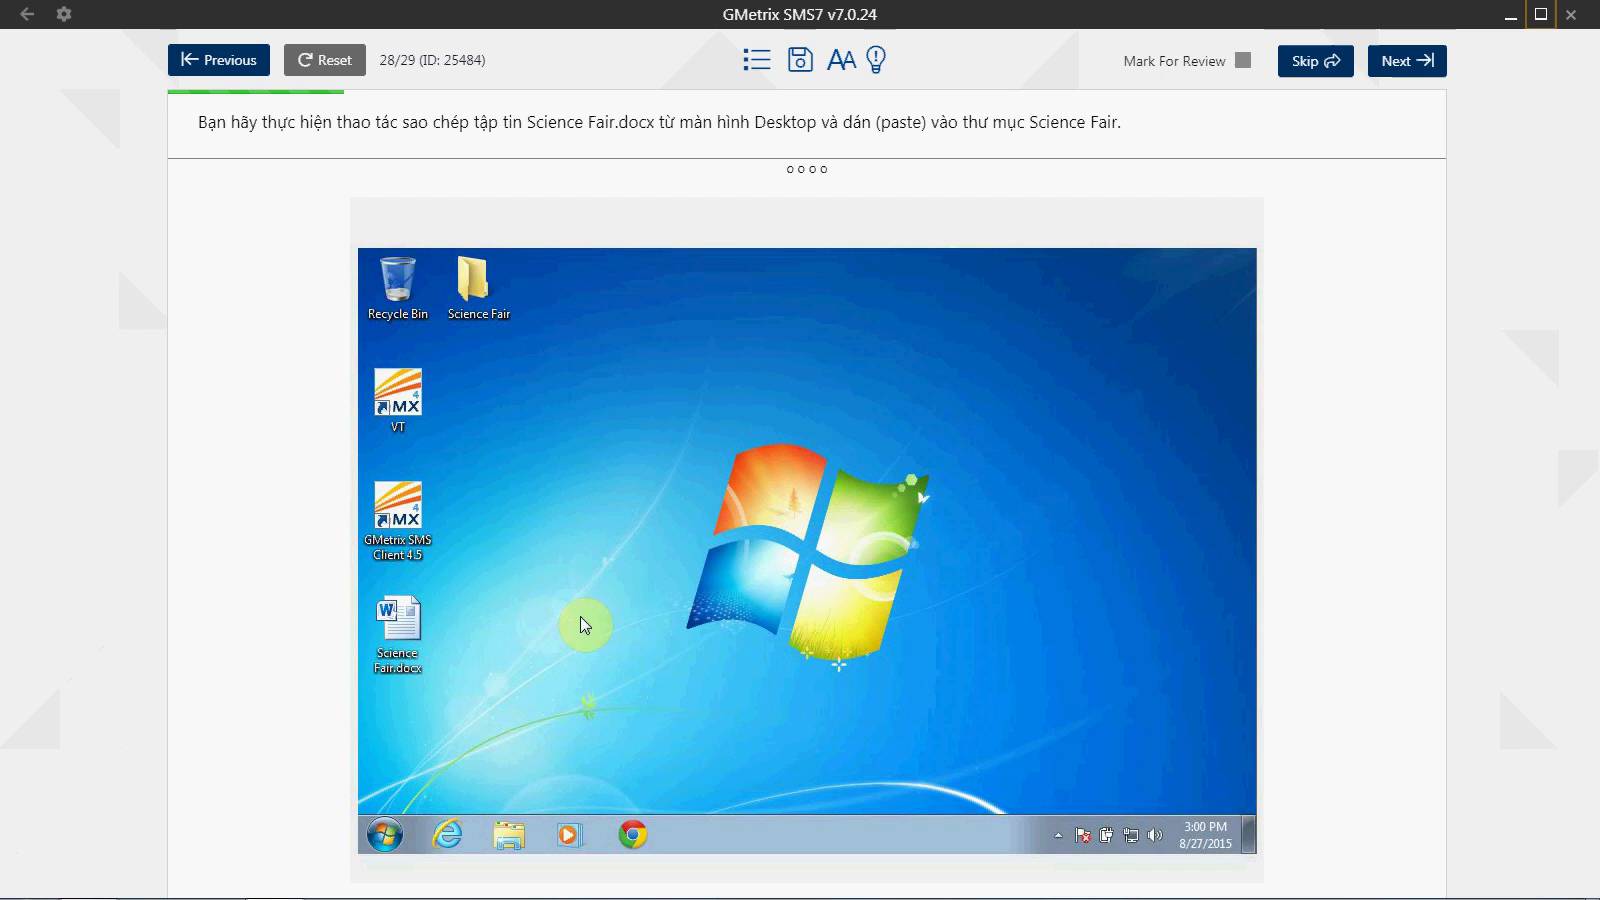 GMetrix SMS7 v7.0.24
Previous
Reset
28/29 (ID: 25484)
AA
Mark For Review
Skip
Next
Bạn hãy thực hiện thao tác sao chép tập tin Science Fair.docx từ màn hình Desktop và dán (paste) vào thư mục Science Fair.
Recycle Bin
Science Fair
4
MX
VT
4
MX
GMetrix SMS
Client 4.5
W
Science
Fair.docx
3:00 PM
8/27/2015